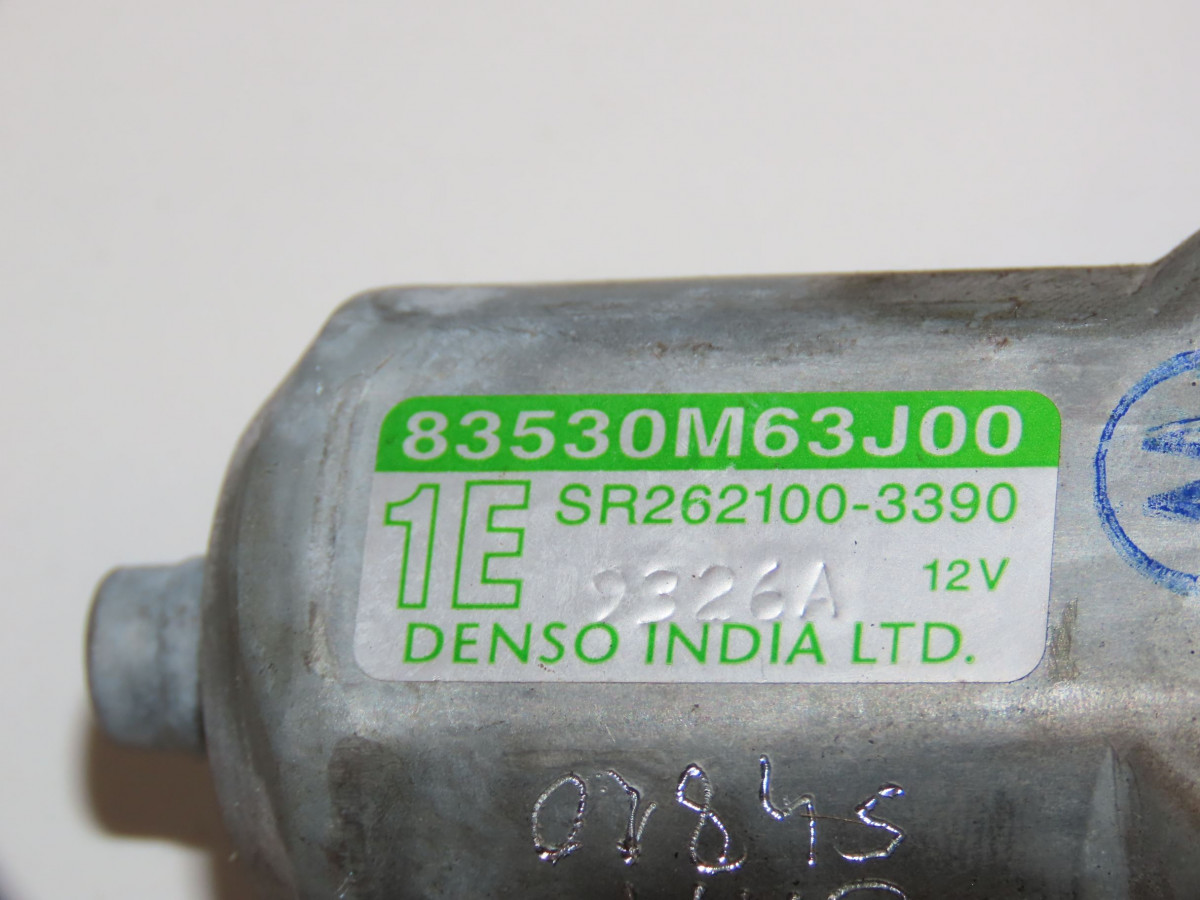 83530M63J00
1E SR262100-3390
9326A
12V
DENSO INDIA LTD.
07845